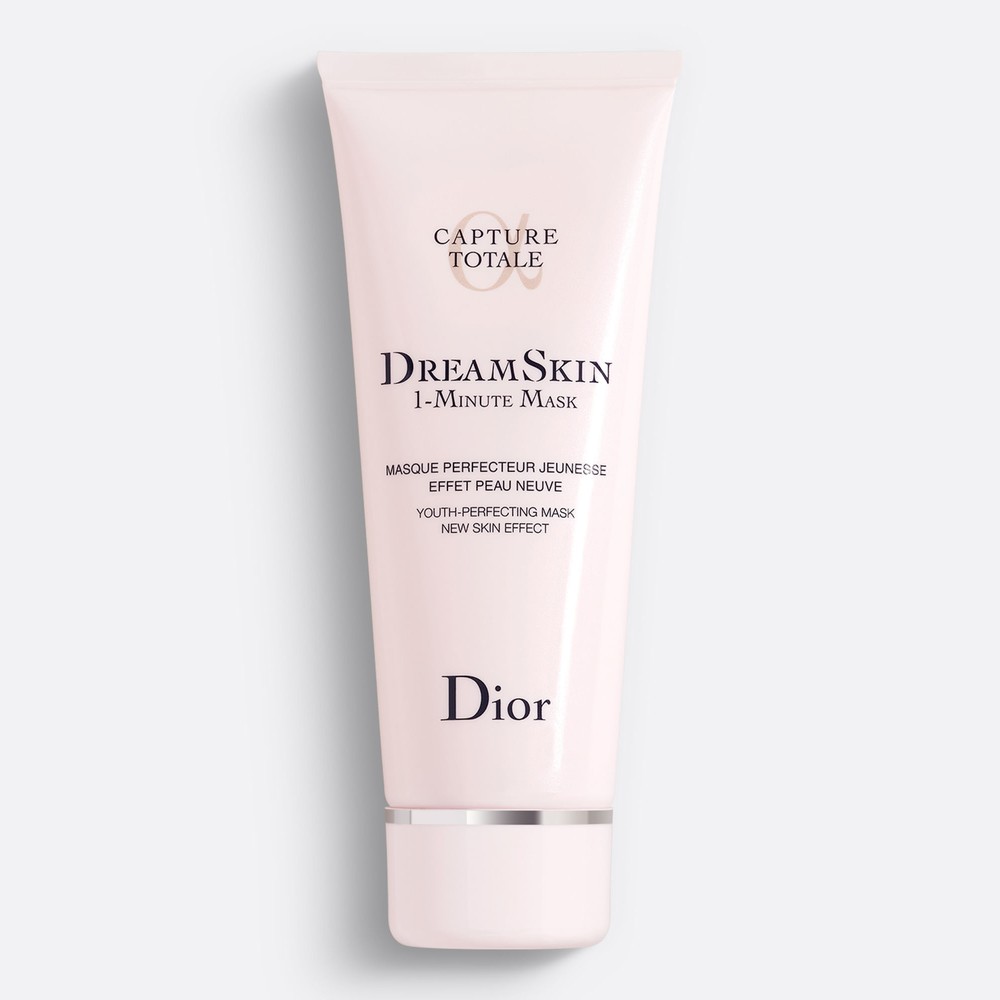 CAPTURE
TOTALE
DREAMSKIN
1-MINUTE MASK
MASQUE PERFECTEUR JEUNESSE
EFFET PEAU NEUVE
YOUTH-PERFECTING MASK
NEW SKIN EFFECT
Dior